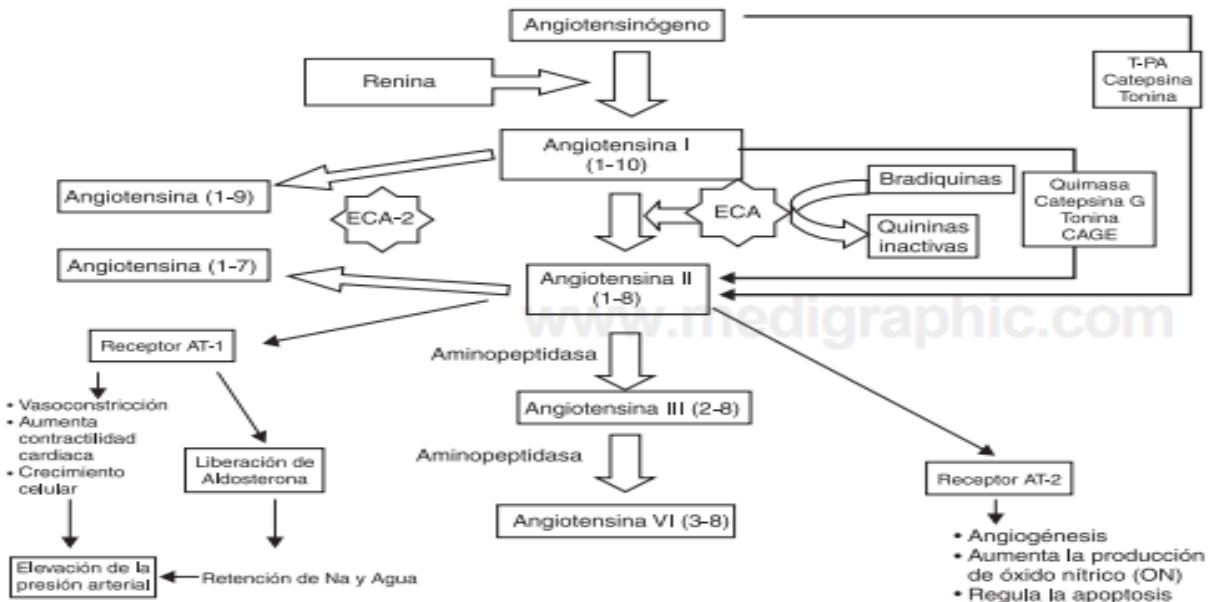 Angiotensinógeno
Renina
T-PA
Catepsina
Tonina
Angiotensina I
(1-10)
Angiotensina (1-9)
ECA-2
ECA
Bradiquinas
Quininas
inactivas
Quimasa
Catepsina G
Tonina
CAGE
Angiotensina (1-7)
Angiotensina II
(1-8)
www.medigraphic.com
Receptor AT-1
Aminopeptidasa
• Vasoconstricción
• Aumenta
contractilidad
cardiaca
• Crecimiento
celular
Angiotensina III (2-8)
Liberación de
Aldosterona
Aminopeptidasa
Receptor AT-2
Angiotensina VI (3-8)
• Angiogénesis
• Aumenta la producción
de óxido nítrico (ON)
• Regula la apoptosis
Elevación de la
presión arterial
Retención de Na y Agua